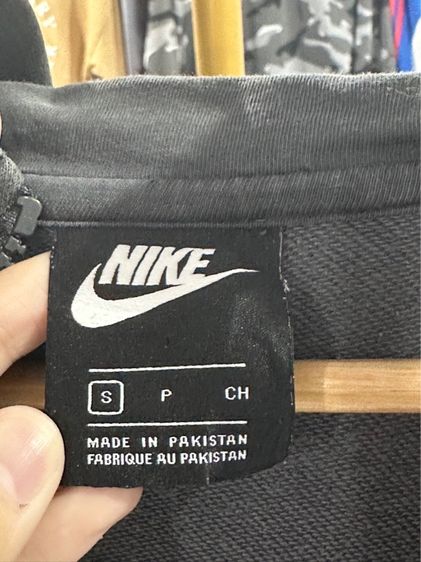 NIKE
S P CH
MADE IN PAKISTAN
FABRIQUE AU PAKISTAN